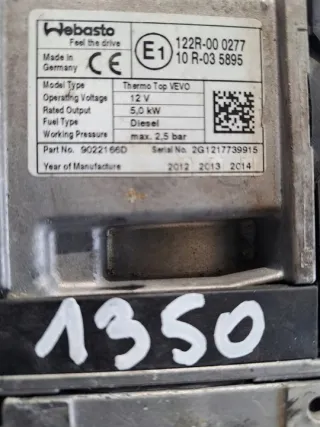 Webasto
Feel the drive
Made in
Germany
CE
E1
122R-00 0277
10 R-03 5895
Model Type Thermo Top VEVO
Operating Voltage 12 V
Rated Output 5,0 kW
Fuel Type Diesel
Working Pressure max. 2,5 bar
Part No. 9022166D Serial No. 2G1217739915
Year of Manufacture 2012 2013 2014
1350